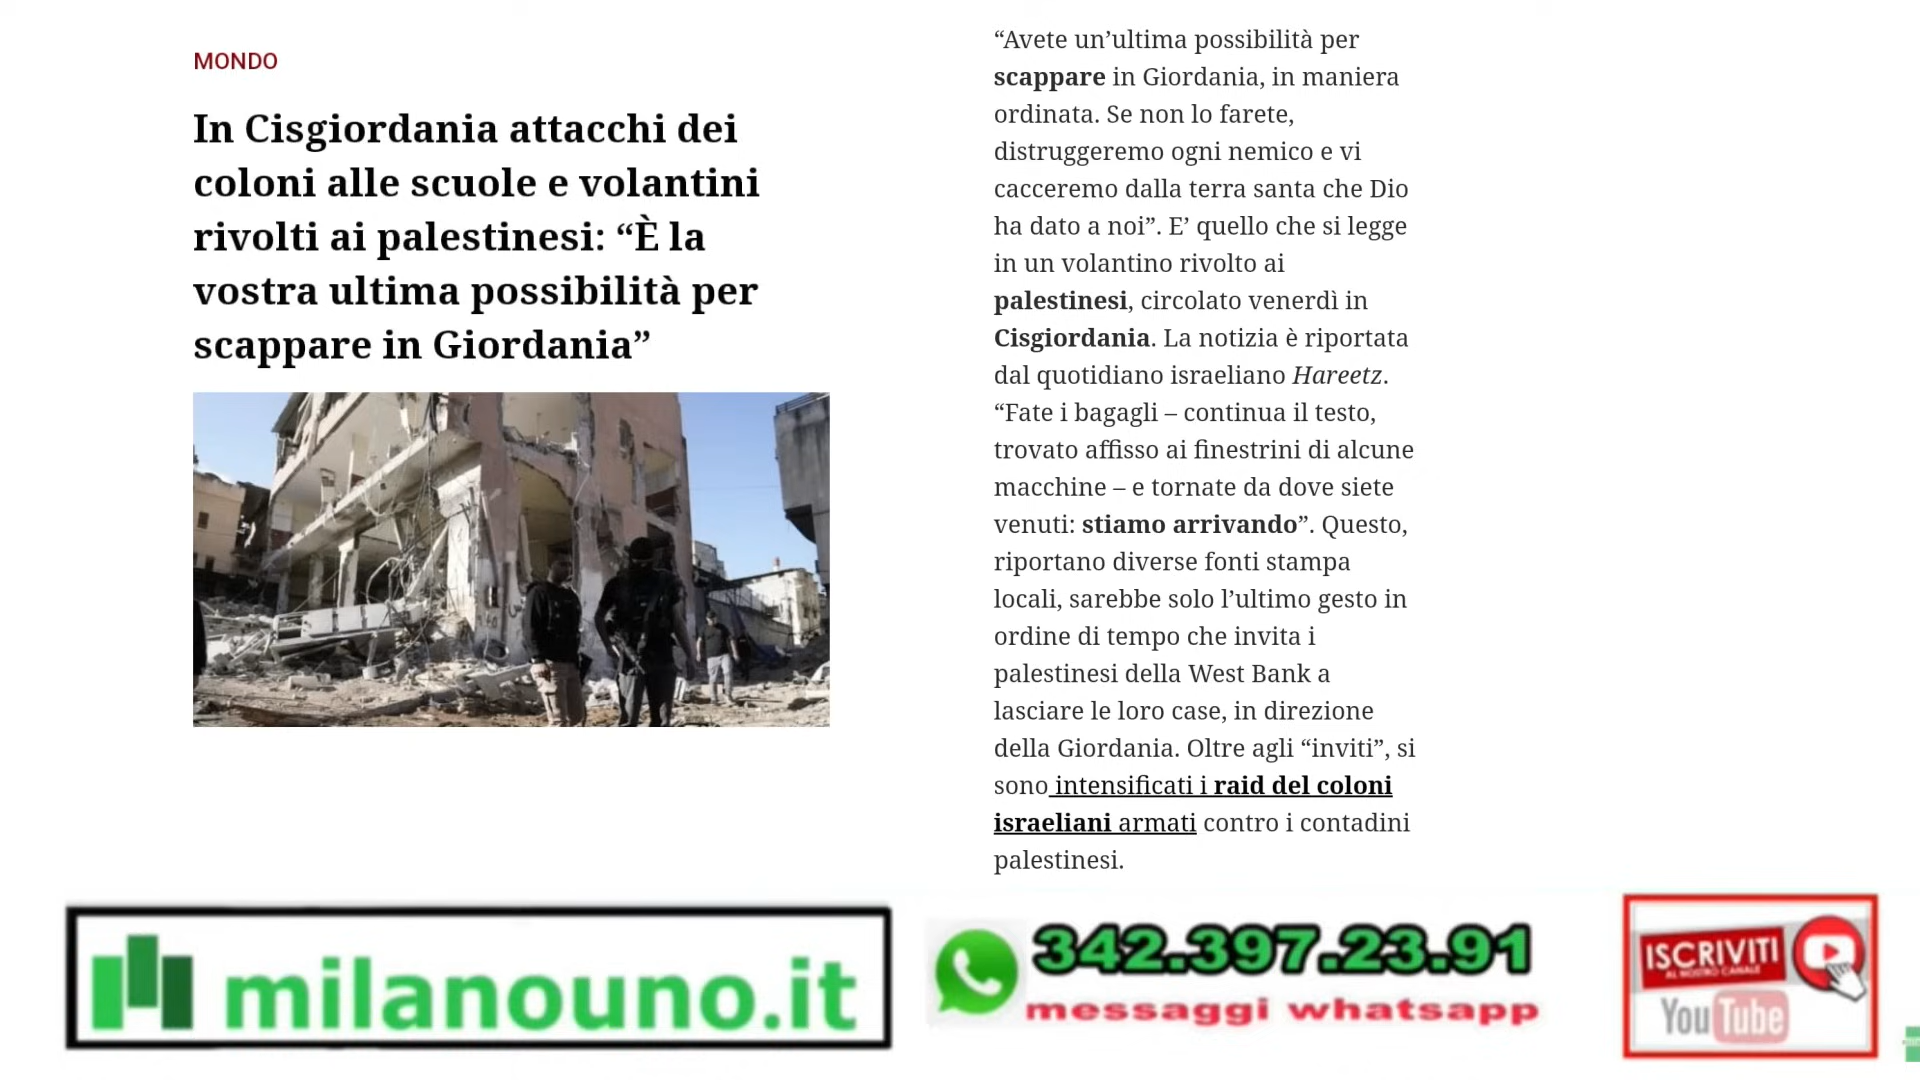 MONDO
In Cisgiordania attacchi dei
coloni alle scuole e volantini
rivolti ai palestinesi: “È la
vostra ultima possibilità per
scappare in Giordania”
“Avete un’ultima possibilità per
scappare in Giordania, in maniera
ordinata. Se non lo farete,
distruggeremo ogni nemico e vi
cacceremo dalla terra santa che Dio
ha dato a noi”. E’ quello che si legge
in un volantino rivolto ai
palestinesi, circolato venerdì in
Cisgiordania. La notizia è riportata
dal quotidiano israeliano Hareetz.
“Fate i bagagli – continua il testo,
trovato affisso ai finestrini di alcune
macchine – e tornate da dove siete
venuti: stiamo arrivando”. Questo,
riportano diverse fonti stampa
locali, sarebbe solo l’ultimo gesto in
ordine di tempo che invita i
palestinesi della West Bank a
lasciare le loro case, in direzione
della Giordania. Oltre agli “inviti”, si
sono intensificati i raid del coloni
israeliani armati contro i contadini
palestinesi.
milanouno.it
342.397.23.91
messaggi whatsapp
ISCRIVITI
AL NOSTRO CANALE
YouTube